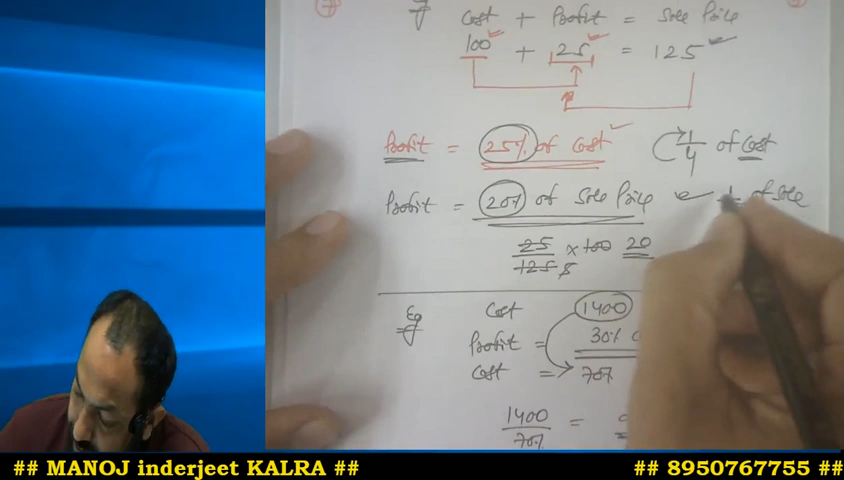 Eg Cost + Profit = Sale Price
100 + 25 = 125
Profit = 25% of Cost 1/4 of Cost
Profit = 20% of Sale Price of Sale
25/125 5 x 100 20
Eg Cost 1400
Profit = 30%
Cost = 70%
1400/70% =
## MANOJ inderjeet KALRA ## ## 8950767755 ##